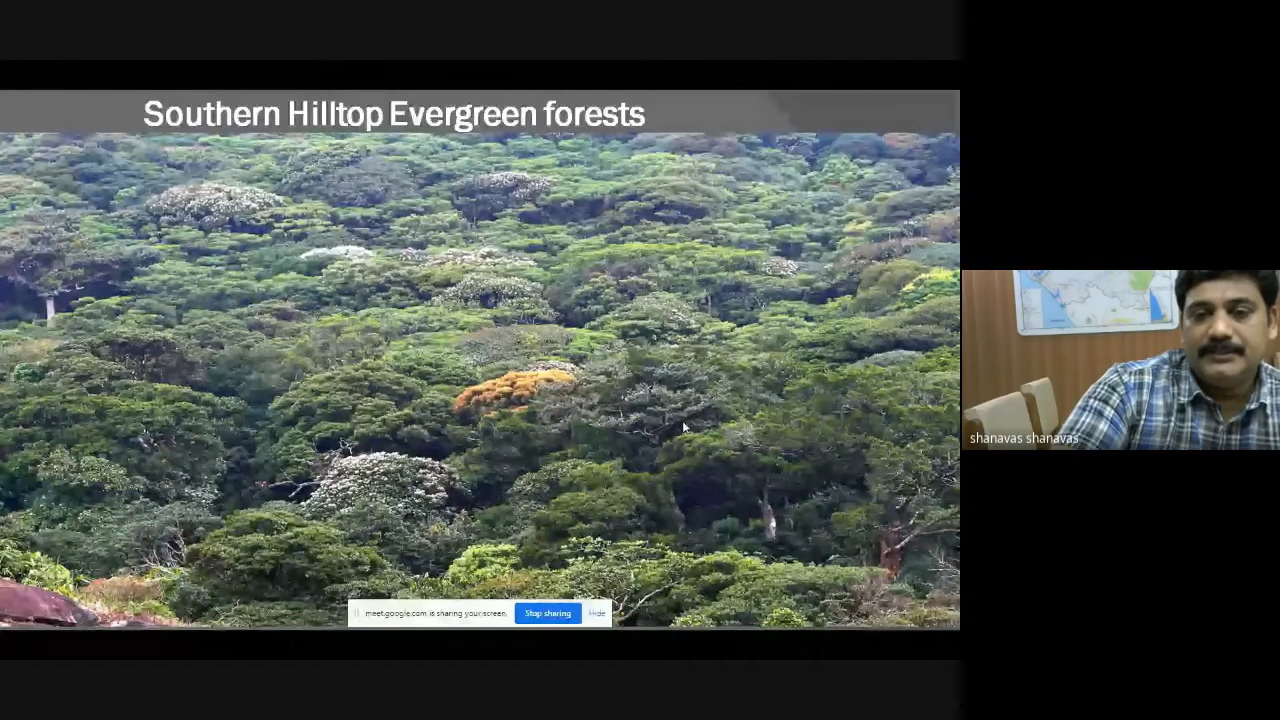 Southern Hilltop Evergreen forests
shanavas shanavas
meet.google.com is sharing your screen.
Stop sharing
Hide